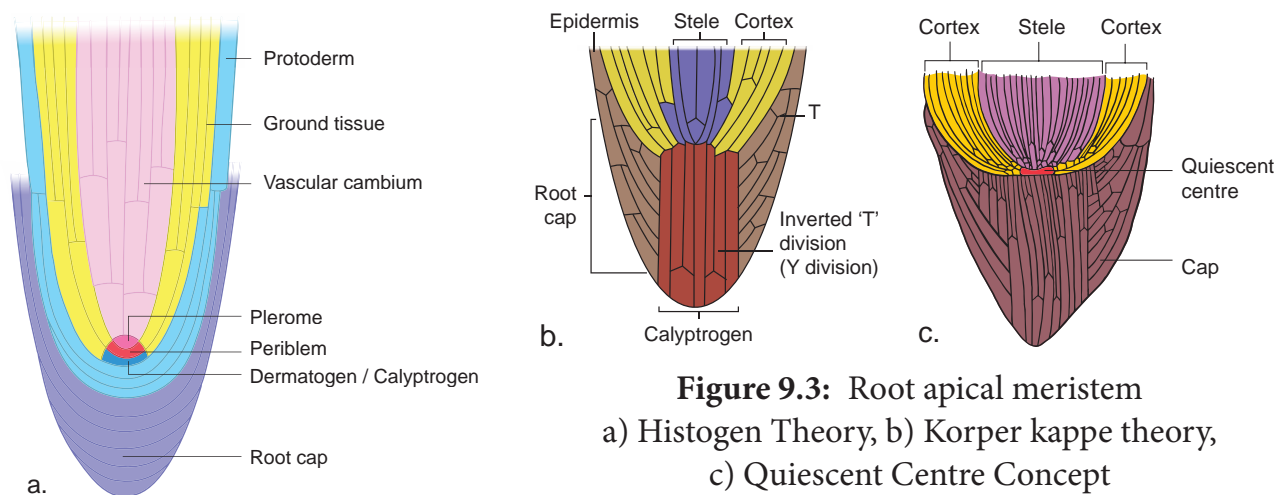 Protoderm
Ground tissue
Vascular cambium
Plerome
Periblem
Dermatogen / Calyptrogen
Root cap
a.
Epidermis
Stele
Cortex
T
Root
cap
Inverted ‘T’
division
(Y division)
Calyptrogen
b.
Cortex
Stele
Cortex
Quiescent
centre
Cap
c.
Figure 9.3: Root apical meristem
a) Histogen Theory, b) Korper kappe theory,
c) Quiescent Centre Concept